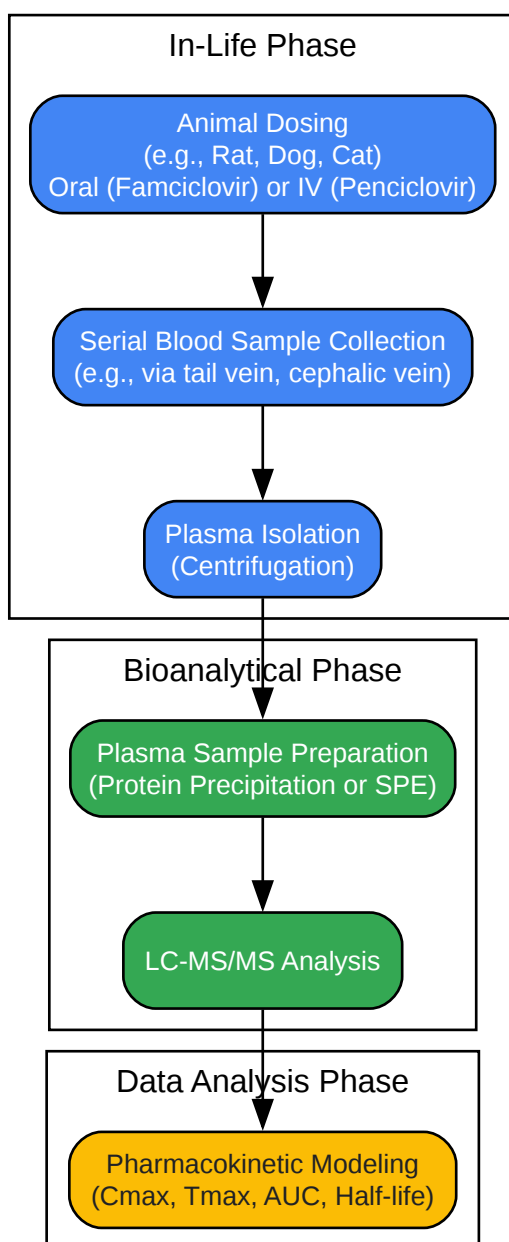 In-Life Phase
Animal Dosing
(e.g., Rat, Dog, Cat)
Oral (Famciclovir) or IV (Penciclovir)
Serial Blood Sample Collection
(e.g., via tail vein, cephalic vein)
Plasma Isolation
(Centrifugation)
Bioanalytical Phase
Plasma Sample Preparation
(Protein Precipitation or SPE)
LC-MS/MS Analysis
Data Analysis Phase
Pharmacokinetic Modeling
(Cmax, Tmax, AUC, Half-life)